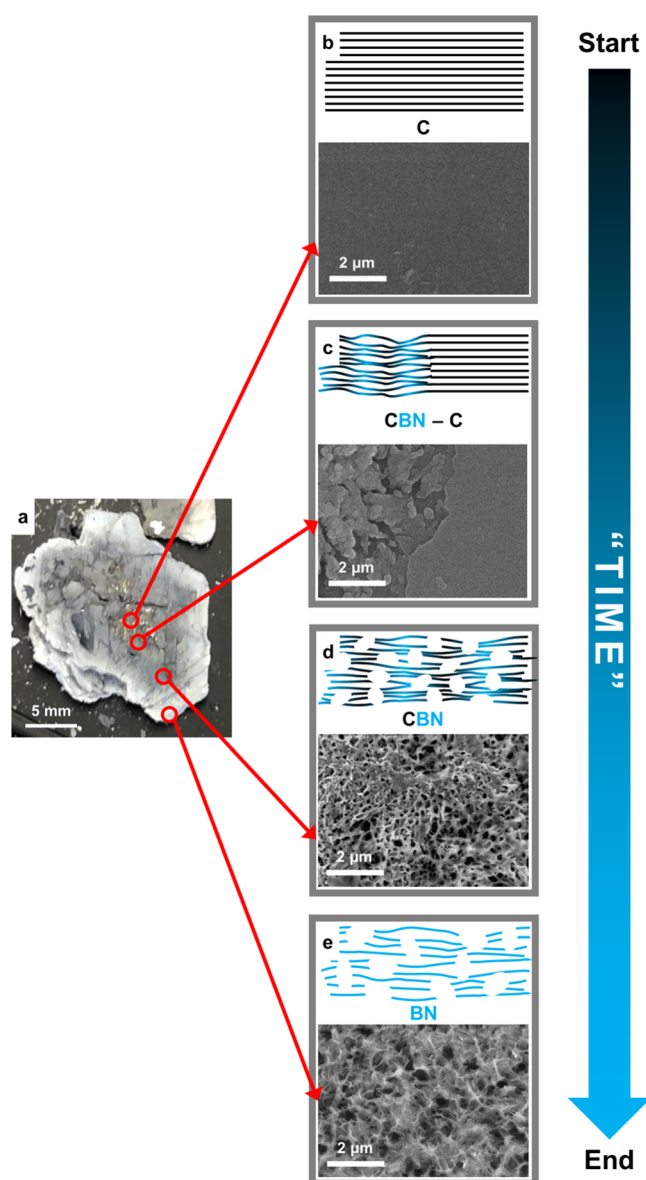 Start
b
C
2 µm
c
CBN – C
2 µm
a
5 mm
d
CBN
2 µm
e
BN
2 µm
“TIME”
End